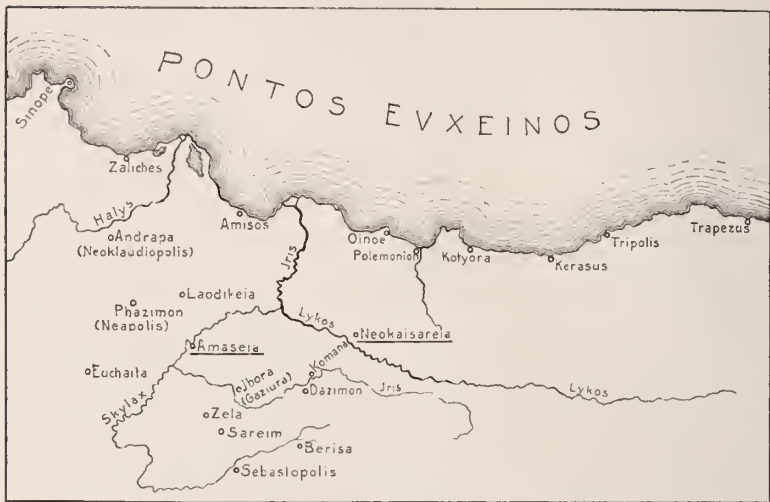 PONTOS EVXEINOS
Sinope
Zaliches
Halys
Andrapa
(Neoklaudiopolis)
Amisos
Jris
Oinoe
Polemonion
Kotyora
Kerasus
Tripolis
Trapezus
Phazimon
(Neapolis)
Laodikeia
Lykos
Neokaisareia
Amaseia
Euchaita
Skylax
Jbora
(Gaziura)
Komana
Dazimon
Jris
Lykos
Zela
Sareim
Berisa
Sebastopolis